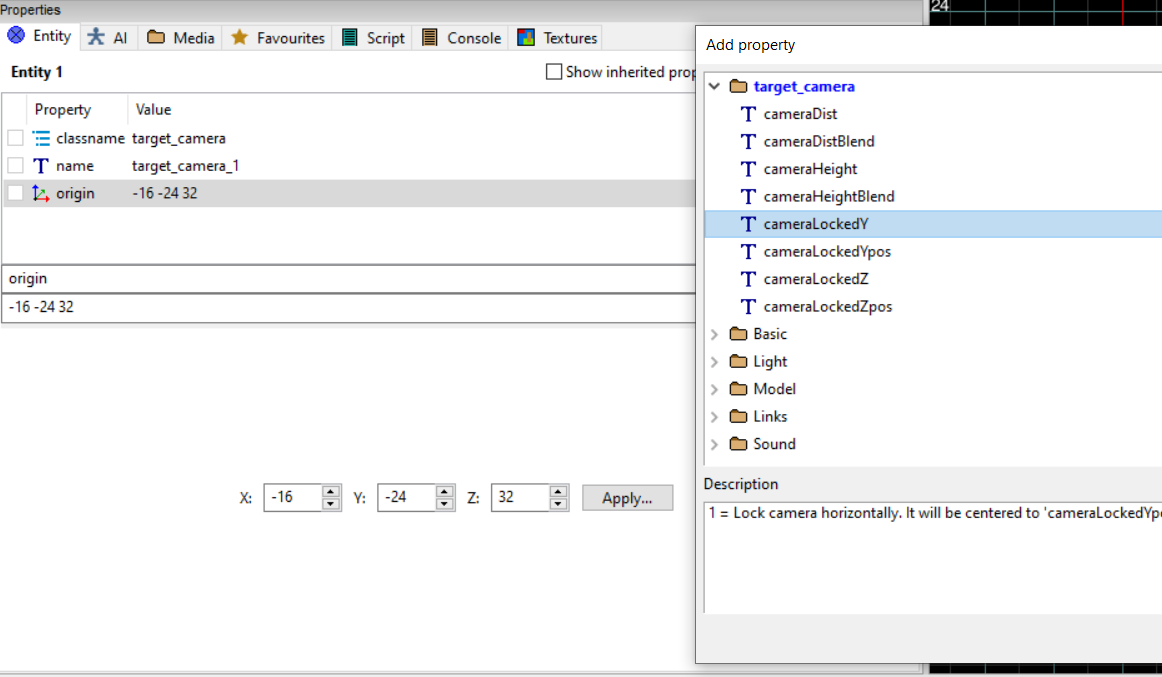 Properties
24
Entity AI Media Favourites Script Console Textures
Entity 1
Show inherited prop
Property Value
classname target_camera
name target_camera_1
origin -16 -24 32
origin
-16 -24 32
X: -16 Y: -24 Z: 32 Apply...
Add property
target_camera
cameraDist
cameraDistBlend
cameraHeight
cameraHeightBlend
cameraLockedY
cameraLockedYpos
cameraLockedZ
cameraLockedZpos
Basic
Light
Model
Links
Sound
Description
1 = Lock camera horizontally. It will be centered to 'cameraLockedYpo